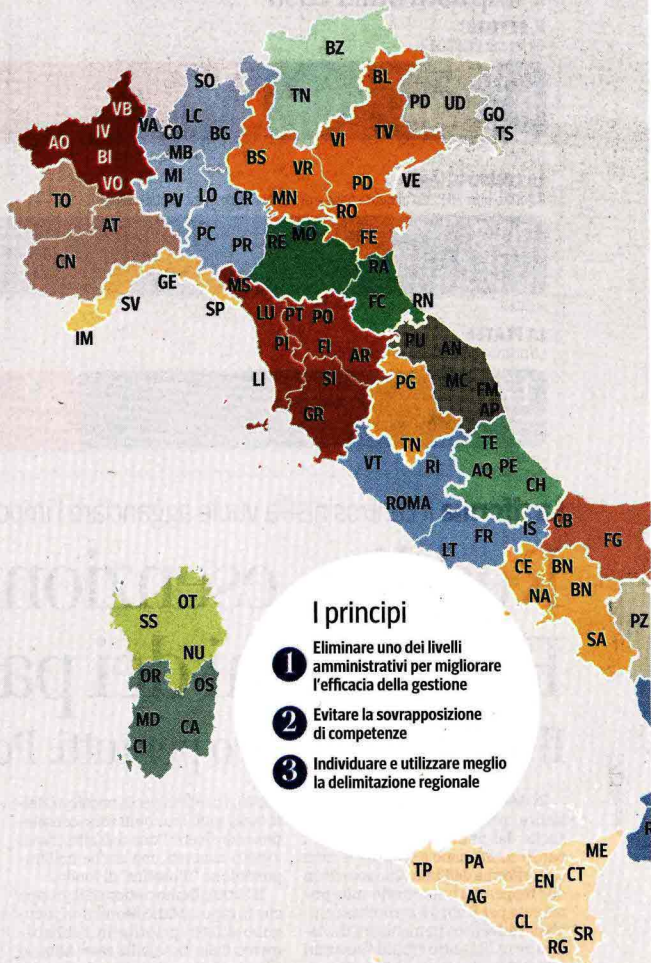 BZ
SO
BL
TN
VB
LC
PD
UD
VA
CO
BG
TV
GO
AO
IV
VI
TS
MB
BS
BI
VR
MI
VO
LO
PD
VE
TO
PV
CR
MN
RO
AT
MO
PC
PR
RE
FE
CN
RA
GE
MS
SV
SP
FC
RN
LU
PT
PO
IM
PI
FI
PU
AN
AR
LI
SI
PG
MC
FM
GR
AP
TN
TE
VT
RI
AQ
PE
CH
ROMA
CB
FR
IS
FG
LT
CE
BN
OT
NA
BN
SS
PZ
SA
NU
OR
OS
MD
CA
CI
I principi
1 Eliminare uno dei livelli
amministrativi per migliorare
l'efficacia della gestione
2 Evitare la sovrapposizione
di competenze
3 Individuare e utilizzare meglio
la delimitazione regionale
ME
TP
PA
CT
EN
AG
CL
SR
RG